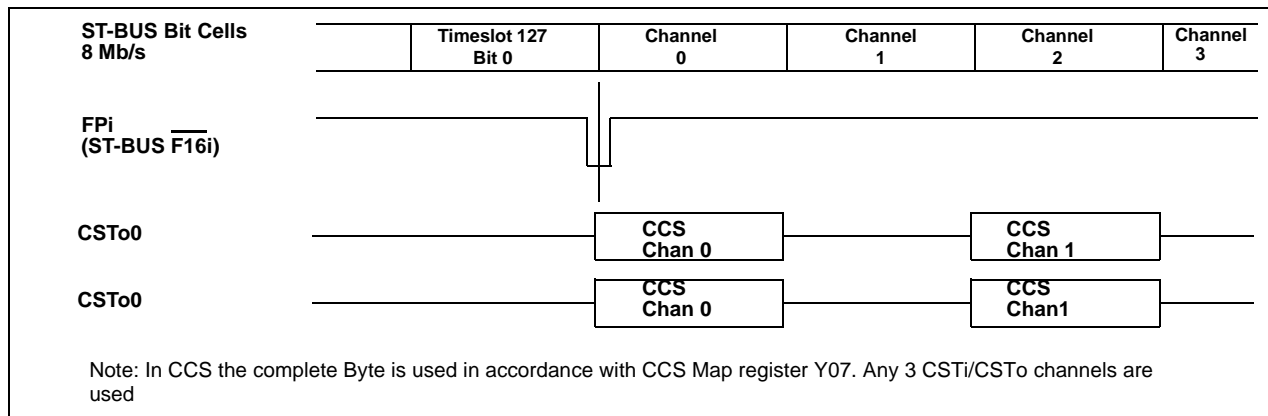 ST-BUS Bit Cells
8 Mb/s
Timeslot 127
Bit 0
Channel
0
Channel
1
Channel
2
Channel
3
FPi
(ST-BUS F16i)
CSTo0
CCS
Chan 0
CCS
Chan 1
CSTo0
CCS
Chan 0
CCS
Chan1
Note: In CCS the complete Byte is used in accordance with CCS Map register Y07. Any 3 CSTi/CSTo channels are
used